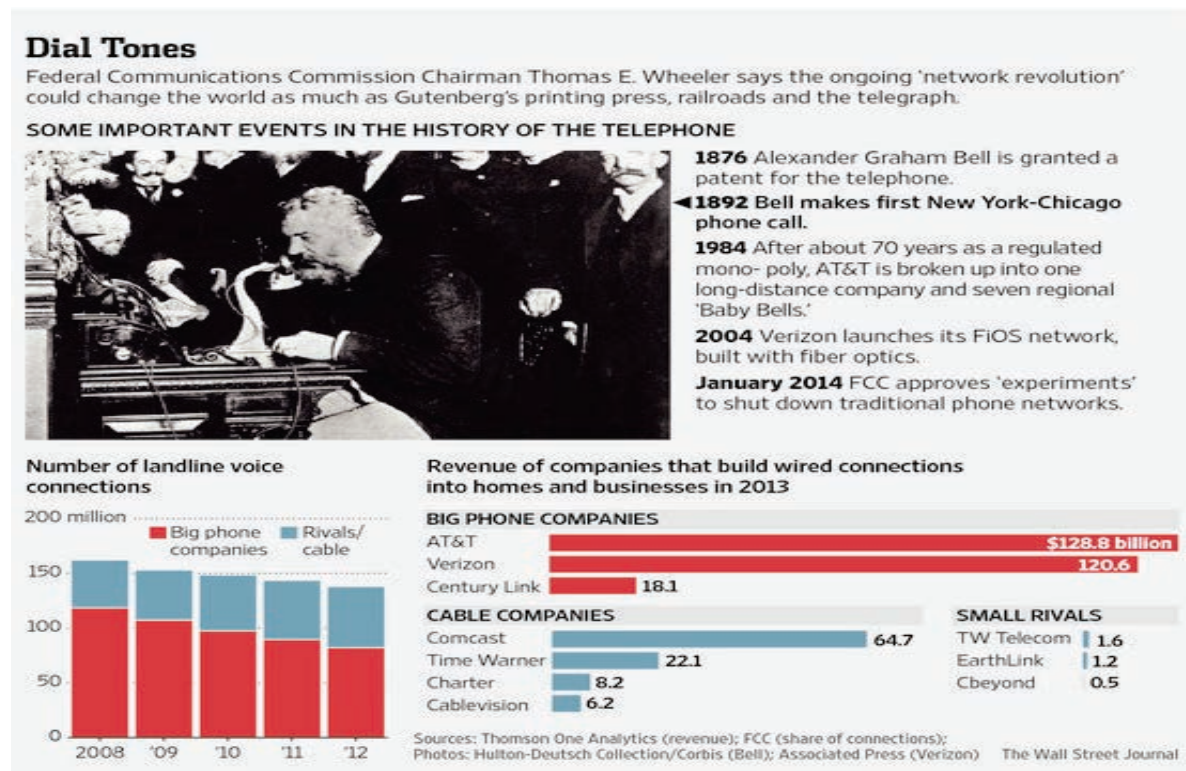 Dial Tones
Federal Communications Commission Chairman Thomas E. Wheeler says the ongoing 'network revolution'
could change the world as much as Gutenberg's printing press, railroads and the telegraph.
SOME IMPORTANT EVENTS IN THE HISTORY OF THE TELEPHONE
1876 Alexander Graham Bell is granted a
patent for the telephone.
◀1892 Bell makes first New York-Chicago
phone call.
1984 After about 70 years as a regulated
mono- poly, AT&T is broken up into one
long-distance company and seven regional
'Baby Bells.'
2004 Verizon launches its FiOS network,
built with fiber optics.
January 2014 FCC approves 'experiments'
to shut down traditional phone networks.
Number of landline voice
connections
200 million
Big phone
companies
Rivals/
cable
150
100
50
0
2008 '09 '10 '11 '12
Revenue of companies that build wired connections
into homes and businesses in 2013
BIG PHONE COMPANIES
AT&T $128.8 billion
Verizon 120.6
Century Link 18.1
CABLE COMPANIES
Comcast 64.7
Time Warner 22.1
Charter 8.2
Cablevision 6.2
SMALL RIVALS
TW Telecom 1.6
EarthLink 1.2
Cbeyond 0.5
Sources: Thomson One Analytics (revenue); FCC (share of connections);
Photos: Hulton-Deutsch Collection/Corbis (Bell); Associated Press (Verizon) The Wall Street Journal